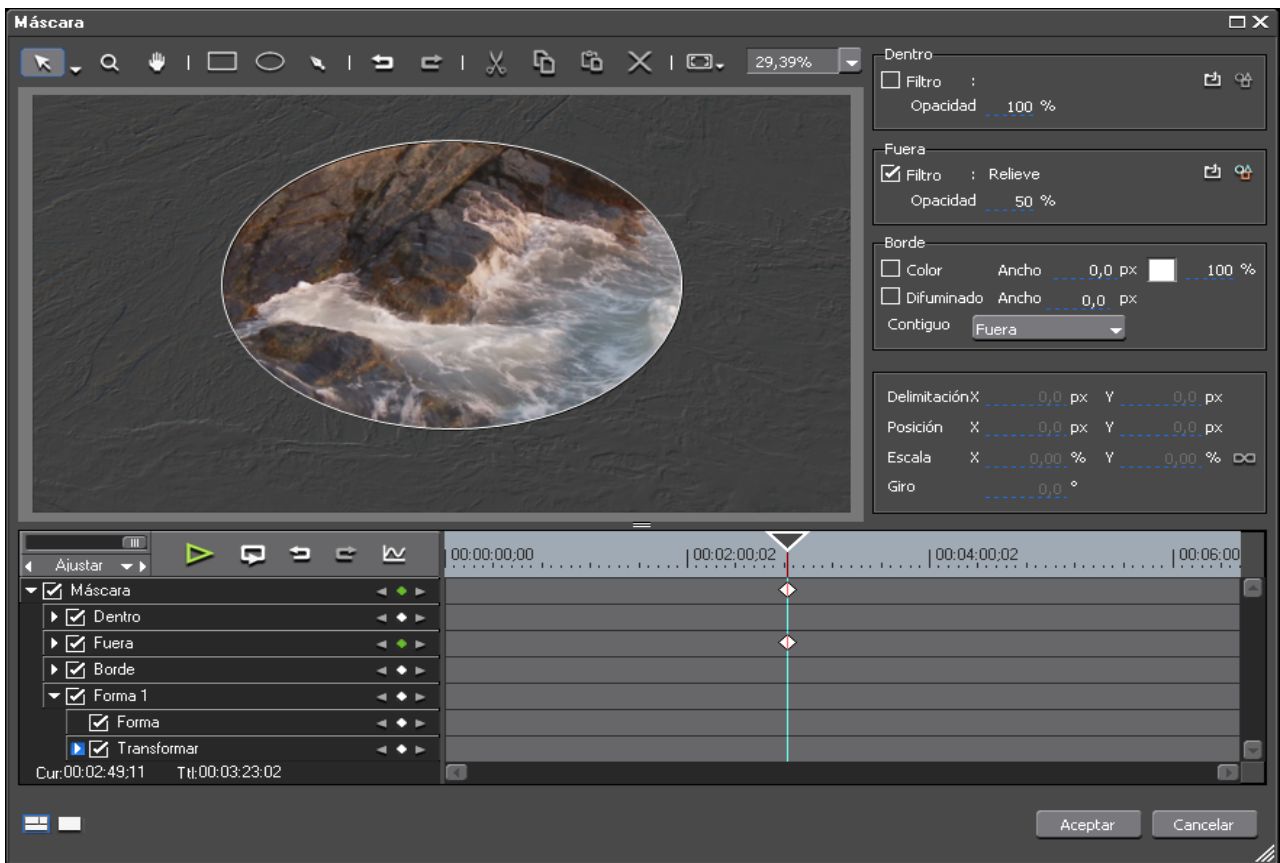 Máscara
29,39%
Dentro
Filtro :
Opacidad 100 %
Fuera
Filtro : Relieve
Opacidad 50 %
Borde
Color Ancho 0,0 px 100 %
Difuminado Ancho 0,0 px
Contiguo Fuera
Delimitación X 0,0 px Y 0,0 px
Posición X 0,0 px Y 0,0 px
Escala X 0,00 % Y 0,00 %
Giro 0,0 °
Ajustar
00:00:00;00 00:02:00;02 00:04:00;02 00:06:00
Máscara
Dentro
Fuera
Borde
Forma 1
Forma
Transformar
Cur:00:02:49;11 Ttl:00:03:23:02
Aceptar Cancelar